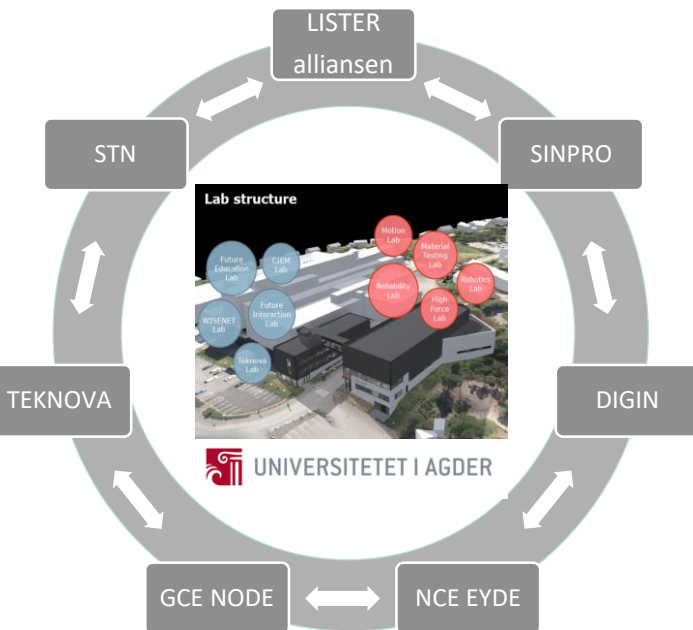 LISTER
alliansen
STN
SINPRO
Lab structure
Motion
Lab
Material
Testing
Lab
Future
Education
Lab
CIEM
Lab
Robotics
Lab
Reliability
Lab
High
Force
Lab
Future
Interaction
Lab
WISENET
Lab
Teknova
Lab
TEKNOVA
DIGIN
UNIVERSITETET I AGDER
GCE NODE
NCE EYDE